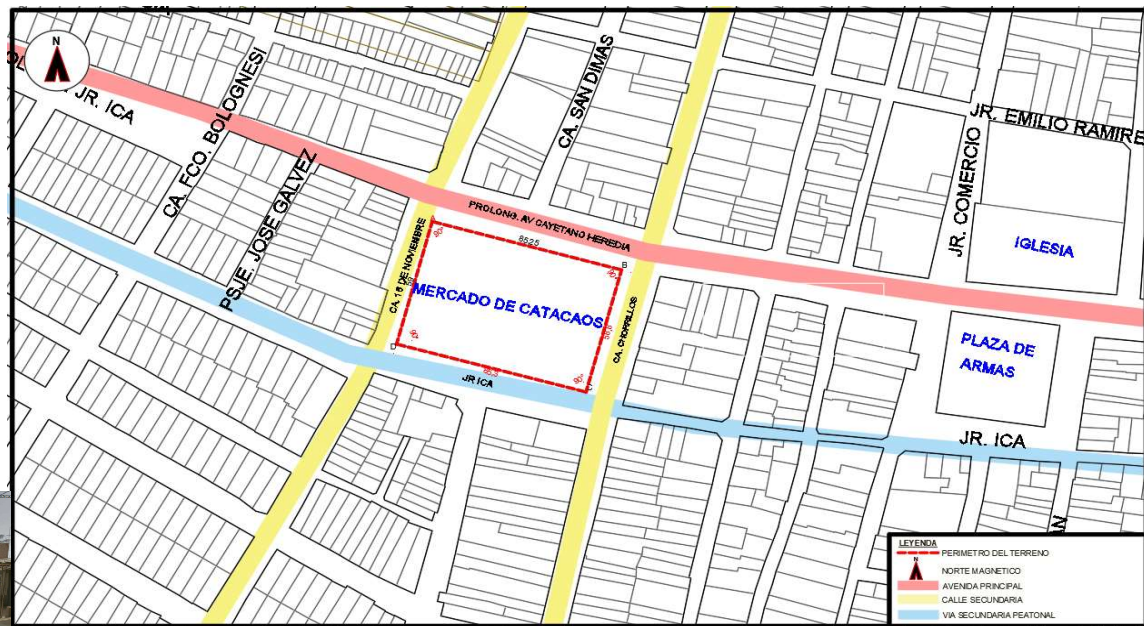 N
JR. ICA
CA. FCO. BOLOGNESI
PSJE. JOSE GALVEZ
CA. SAN DIMAS
JR. EMILIO RAMIRE
JR. COMERCIO
IGLESIA
PROLONG. AV CAYETANO HEREDIA
CA. 15 DE NOVIEMBRE
8525
B
MERCADO DE CATACAOS
CA. CHORRILLOS
D
JR ICA
PLAZA DE
ARMAS
JR. ICA
LEYENDA
PERIMETRO DEL TERRENO
NORTE MAGNETICO
AVENIDA PRINCIPAL
CALLE SECUNDARIA
VIA SECUNDARIA PEATONAL